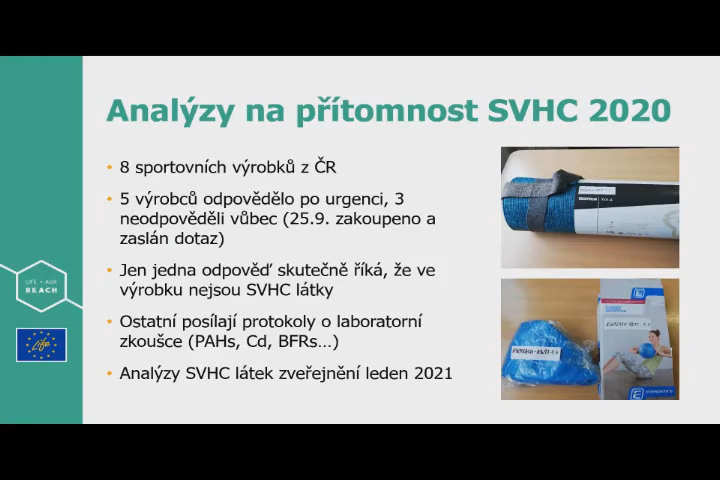 Analýzy na přítomnost SVHC 2020
• 8 sportovních výrobků z ČR
• 5 výrobců odpovědělo po urgenci, 3
neodpověděli vůbec (25.9. zakoupeno a
zaslán dotaz)
• Jen jedna odpověď skutečně říká, že ve
výrobku nejsou SVHC látky
• Ostatní posílají protokoly o laboratorní
zkoušce (PAHs, Cd, BFRs...)
• Analýzy SVHC látek zveřejnění leden 2021
LIFE • ASK
REACH
Life